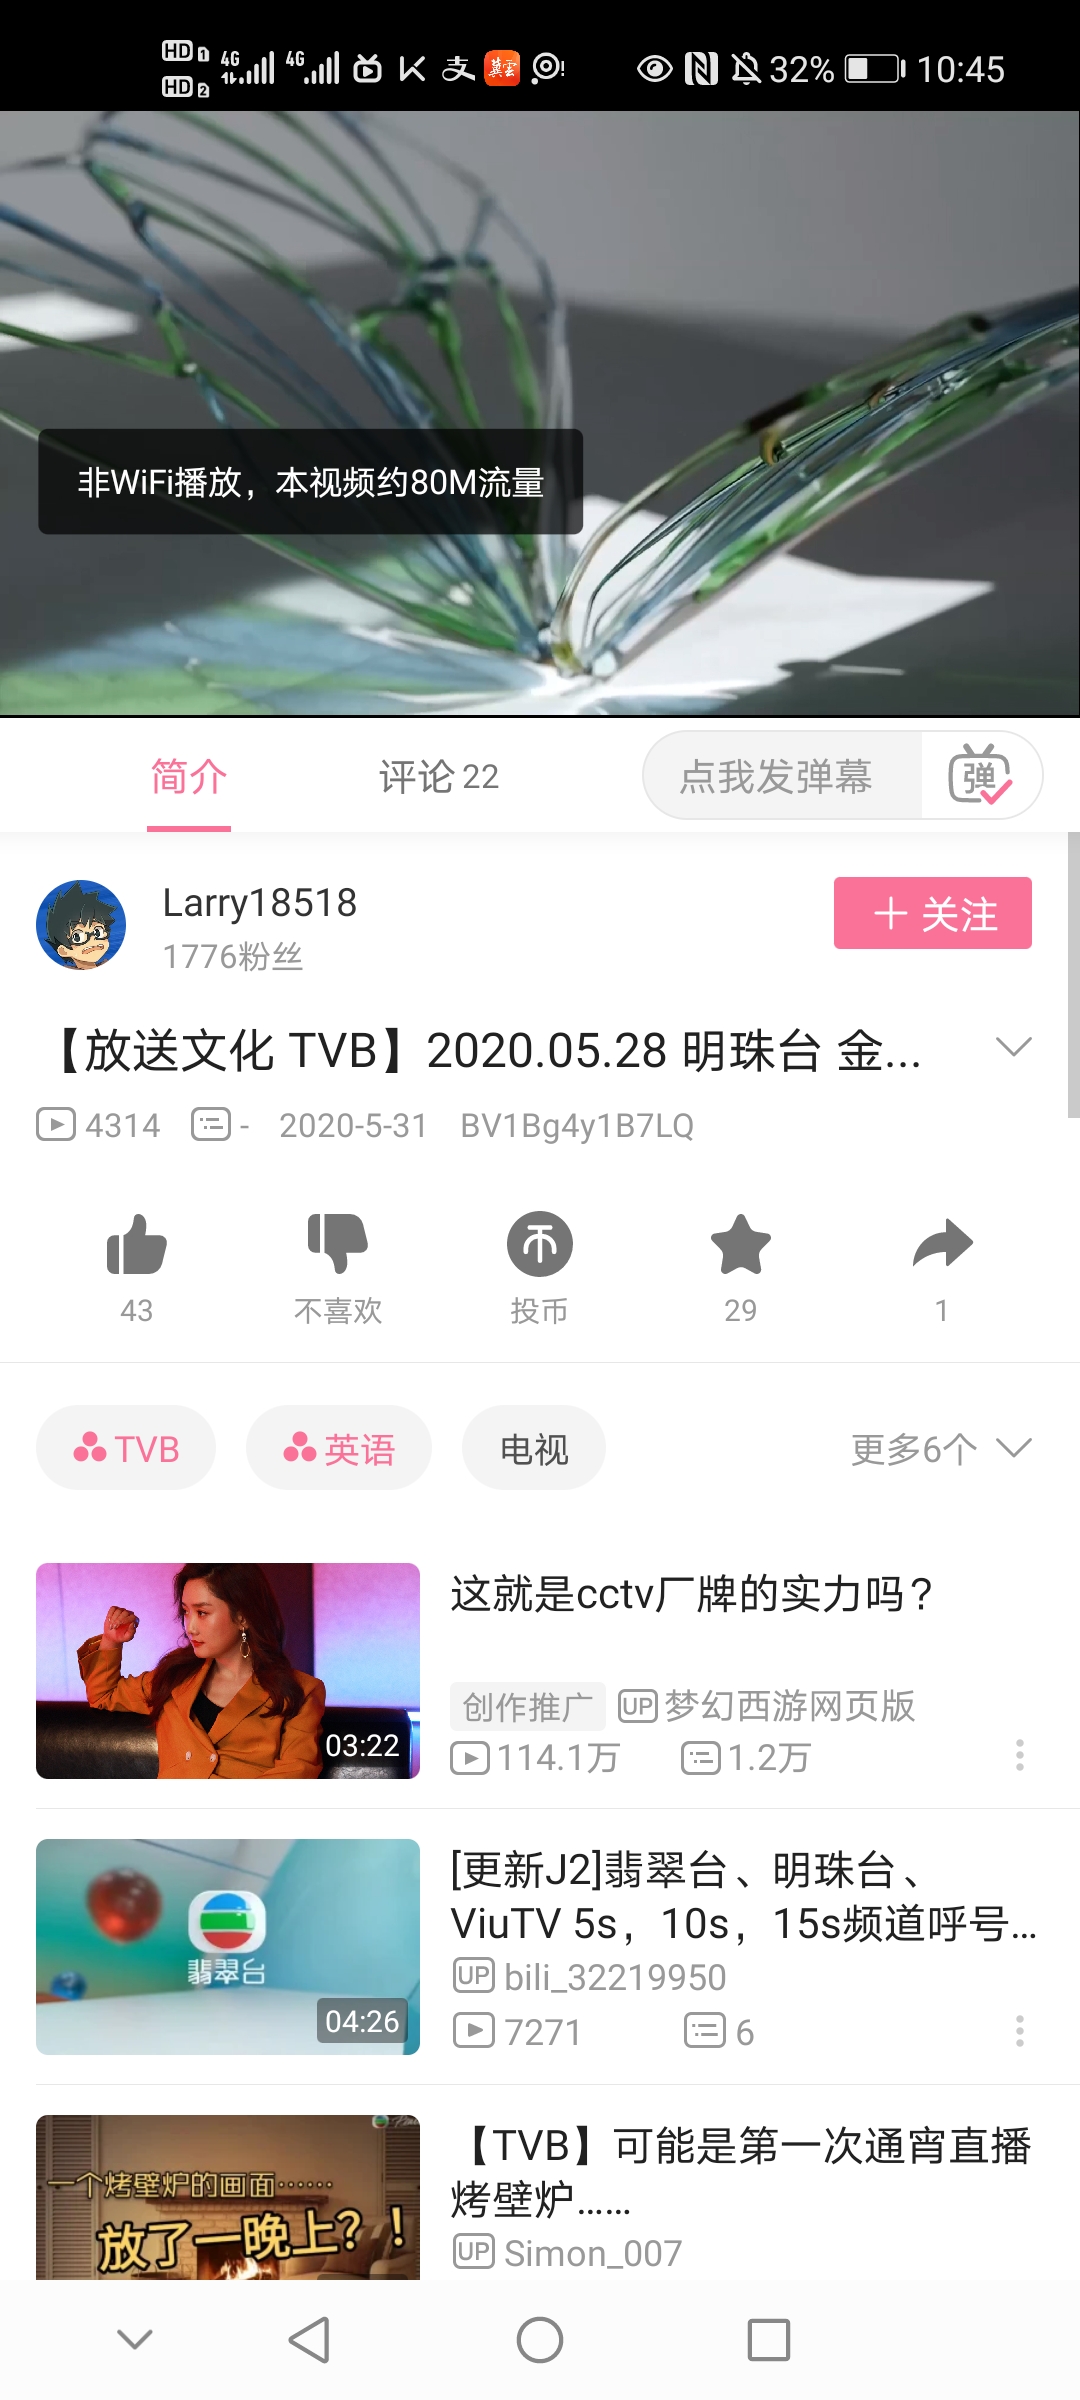 HD 1 4G 4G 支 冀云 32% 10:45
HD 2
非WiFi播放，本视频约80M流量
简介 评论 22 点我发弹幕 弹
Larry18518
1776粉丝
+ 关注
【放送文化 TVB】2020.05.28 明珠台 金...
4314 - 2020-5-31 BV1Bg4y1B7LQ
43 不喜欢 投币 29 1
TVB 英语 电视 更多6个
这就是cctv厂牌的实力吗？
创作推广 UP 梦幻西游网页版
03:22
114.1万 1.2万
[更新J2]翡翠台、明珠台、
ViuTV 5s，10s，15s频道呼号...
翡翠台
UP bili_32219950
04:26
7271 6
【TVB】可能是第一次通宵直播
烤壁炉......
一个烤壁炉的画面······
放了一晚上?！
UP Simon_007